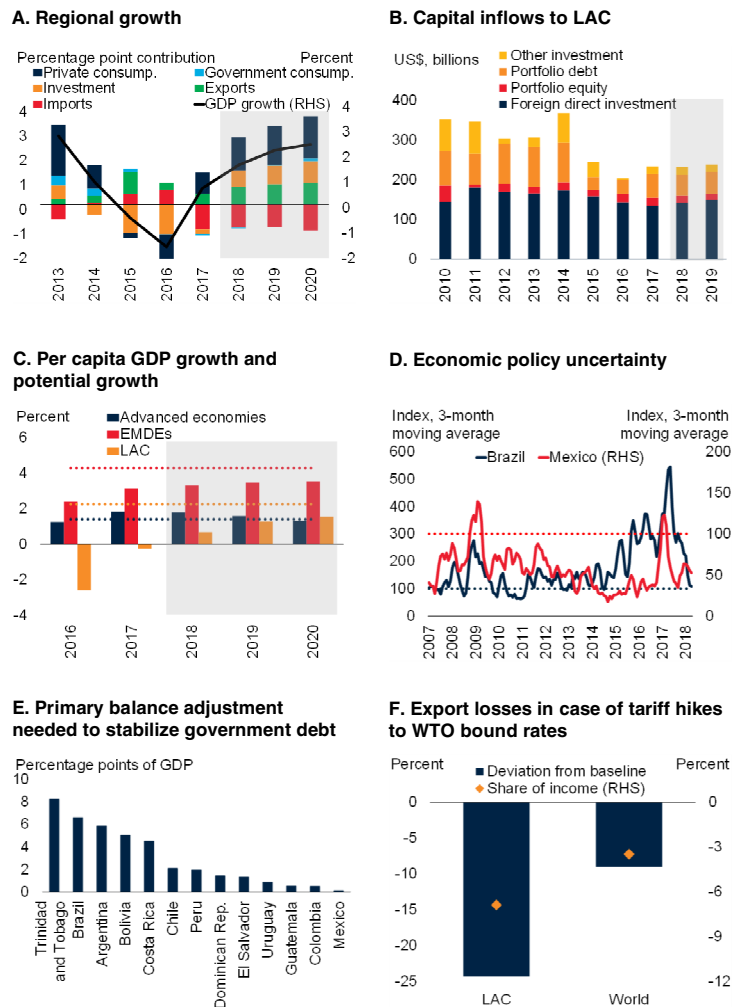 A. Regional growth
Percentage point contribution
Percent
Private consump.
Government consump.
Investment
Exports
Imports
GDP growth (RHS)
4
3
2
1
0
-1
-2
4
3
2
1
0
-1
-2
2013
2014
2015
2016
2017
2018
2019
2020
B. Capital inflows to LAC
US$, billions
Other investment
Portfolio debt
Portfolio equity
Foreign direct investment
400
300
200
100
0
2010
2011
2012
2013
2014
2015
2016
2017
2018
2019
C. Per capita GDP growth and
potential growth
Percent
Advanced economies
EMDEs
LAC
6
4
2
0
-2
-4
2016
2017
2018
2019
2020
D. Economic policy uncertainty
Index, 3-month
moving average
Index, 3-month
moving average
Brazil
Mexico (RHS)
600
500
400
300
200
100
0
200
150
100
50
0
2007
2008
2009
2010
2011
2012
2013
2014
2015
2016
2017
2018
E. Primary balance adjustment
needed to stabilize government debt
Percentage points of GDP
10
8
6
4
2
0
Trinidad
and Tobago
Brazil
Argentina
Bolivia
Costa Rica
Chile
Peru
Dominican Rep.
El Salvador
Uruguay
Guatemala
Colombia
Mexico
F. Export losses in case of tariff hikes
to WTO bound rates
Percent
Percent
Deviation from baseline
Share of income (RHS)
-0
-5
-10
-15
-20
-25
0
-3
-6
-9
-12
LAC
World